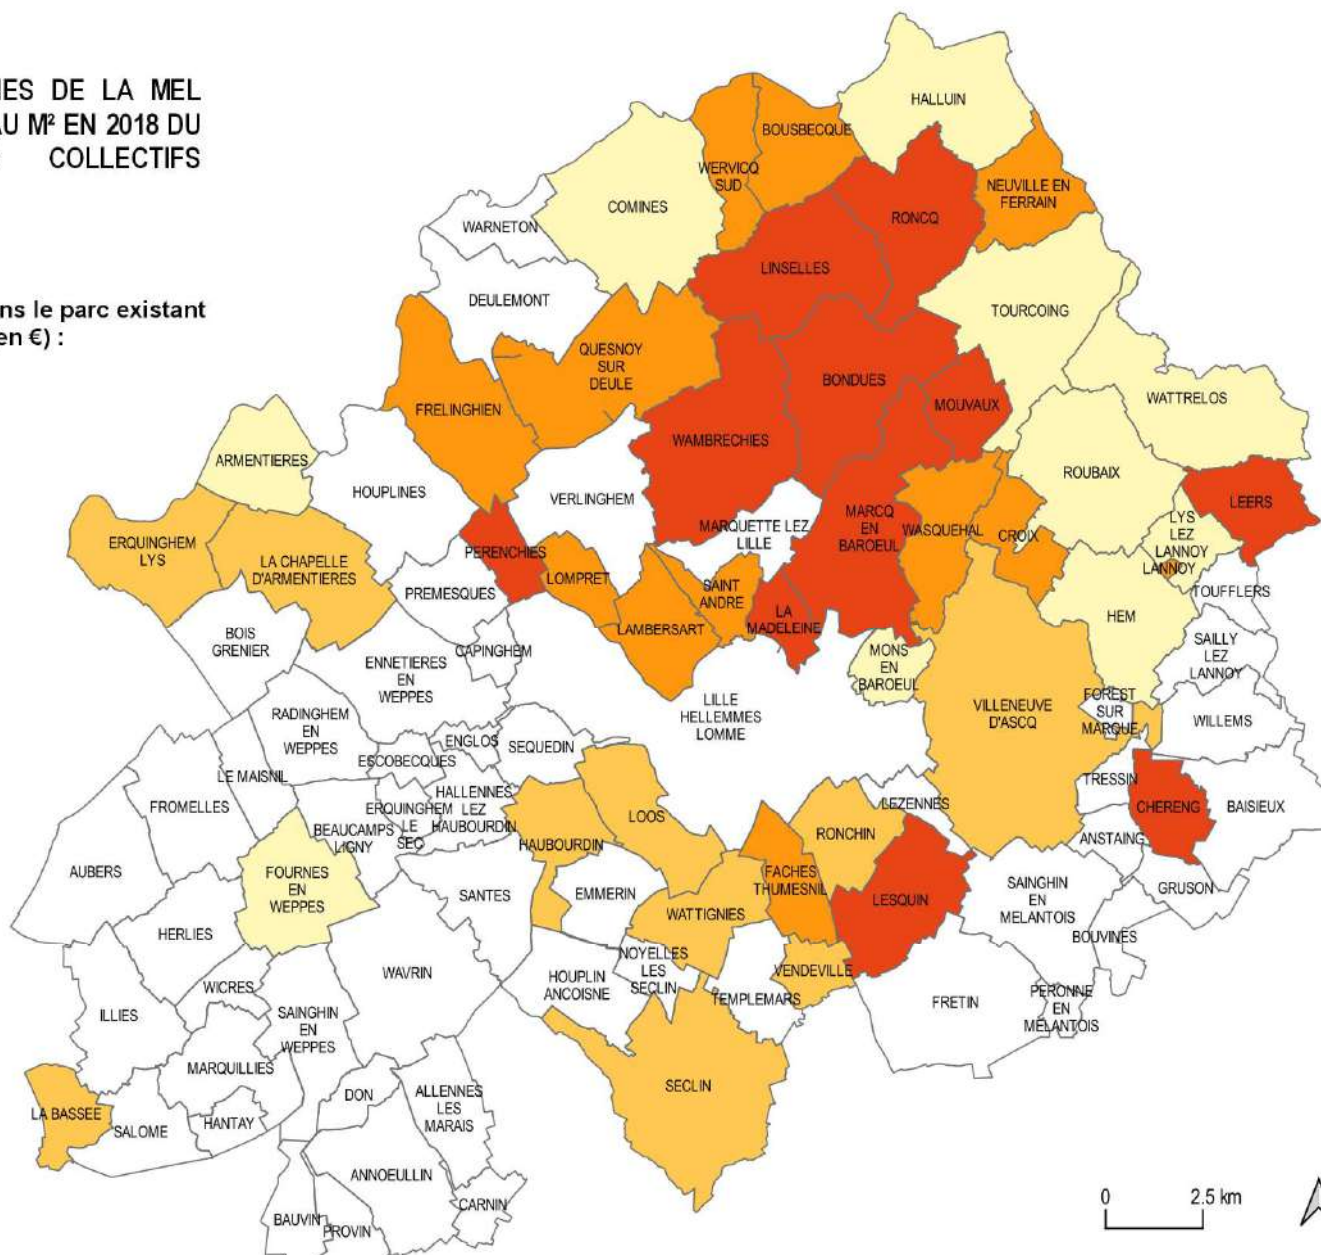 ES DE LA MEL
AU M² EN 2018 DU
COLLECTIFS
ns le parc existant
en €) :
HALLUIN
BOUSBECQUE
WERVICQ
SUD
NEUVILLE EN
FERRAIN
COMINES
RONCQ
WARNETON
LINSELLES
DEULEMONT
TOURCOING
QUESNOY
SUR
DEULE
BONDUES
WATTRELOS
FRELINGHIEN
MOUVAUX
WAMBRECHIES
ARMENTIERES
ROUBAIX
HOUPLINES
VERLINGHEM
LEERS
MARQUETTE LEZ
LILLE
MARCQ
EN
BAROEUL
WASQUEHAL
CROIX
LYS
LEZ
LANNOY
LANNOY
ERQUINGHEM
LYS
LA CHAPELLE
D'ARMENTIERES
PERENCHIES
LOMPRET
SAINT
ANDRE
PREMESQUES
TOUFFLERS
LA
MADELEINE
LAMBERSART
HEM
BOIS
GRENIER
CAPINGHEM
MONS
EN
BAROEUL
SAILLY
LEZ
LANNOY
ENNETIERES
EN
WEPPES
LILLE
HELLEMMES
LOMME
VILLENEUVE
D'ASCQ
FOREST
SUR
MARQUE
WILLEMS
RADINGHEM
EN
WEPPES
ENGLOS
SEQUEDIN
ESCOBECQUES
LE MAISNIL
TRESSIN
HALLENNES
LEZ
HAUBOURDIN
FROMELLES
LEZENNES
CHERENG
BAISIEUX
ERQUINGHEM
LE
SEC
LOOS
BEAUCAMPS
LIGNY
RONCHIN
HAUBOURDIN
ANSTAING
AUBERS
FOURNES
EN
WEPPES
FACHES
THUMESNIL
EMMERIN
SANTES
LESQUIN
SAINGHIN
EN
MELANTOIS
GRUSON
WATTIGNIES
HERLIES
BOUVINES
NOYELLES
LES
SECLIN
WAVRIN
HOUPLIN
ANCOISNE
VENDEVILLE
WICRES
TEMPLEMARS
FRETIN
PERONNE
EN
MELANTOIS
ILLIES
SAINGHIN
EN
WEPPES
MARQUILLIES
SECLIN
DON
ALLENNES
LES
MARAIS
LA BASSEE
HANTAY
SALOME
ANNOEULLIN
CARNIN
BAUVIN
PROVIN
0 2.5 km